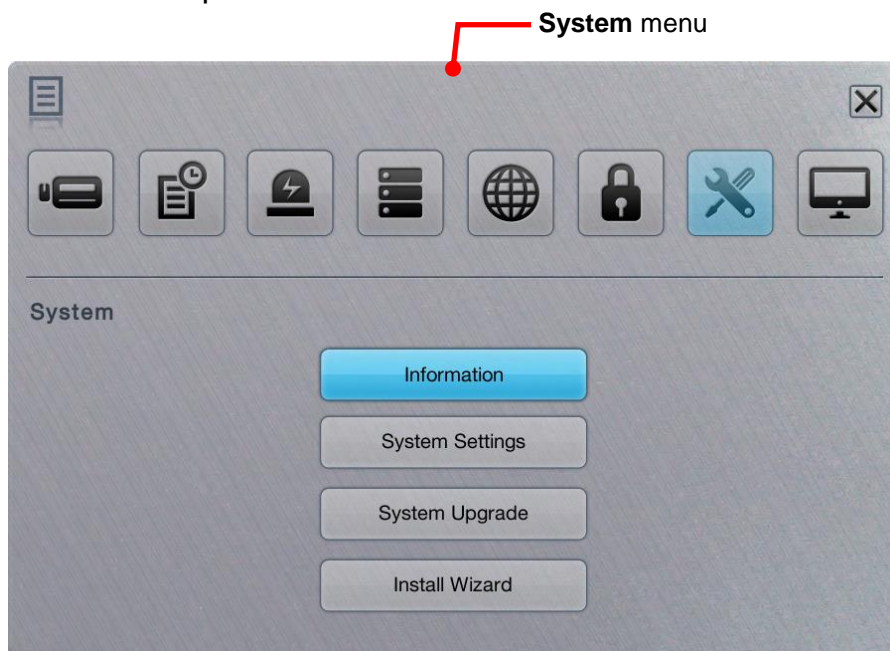 System menu
System
Information
System Settings
System Upgrade
Install Wizard